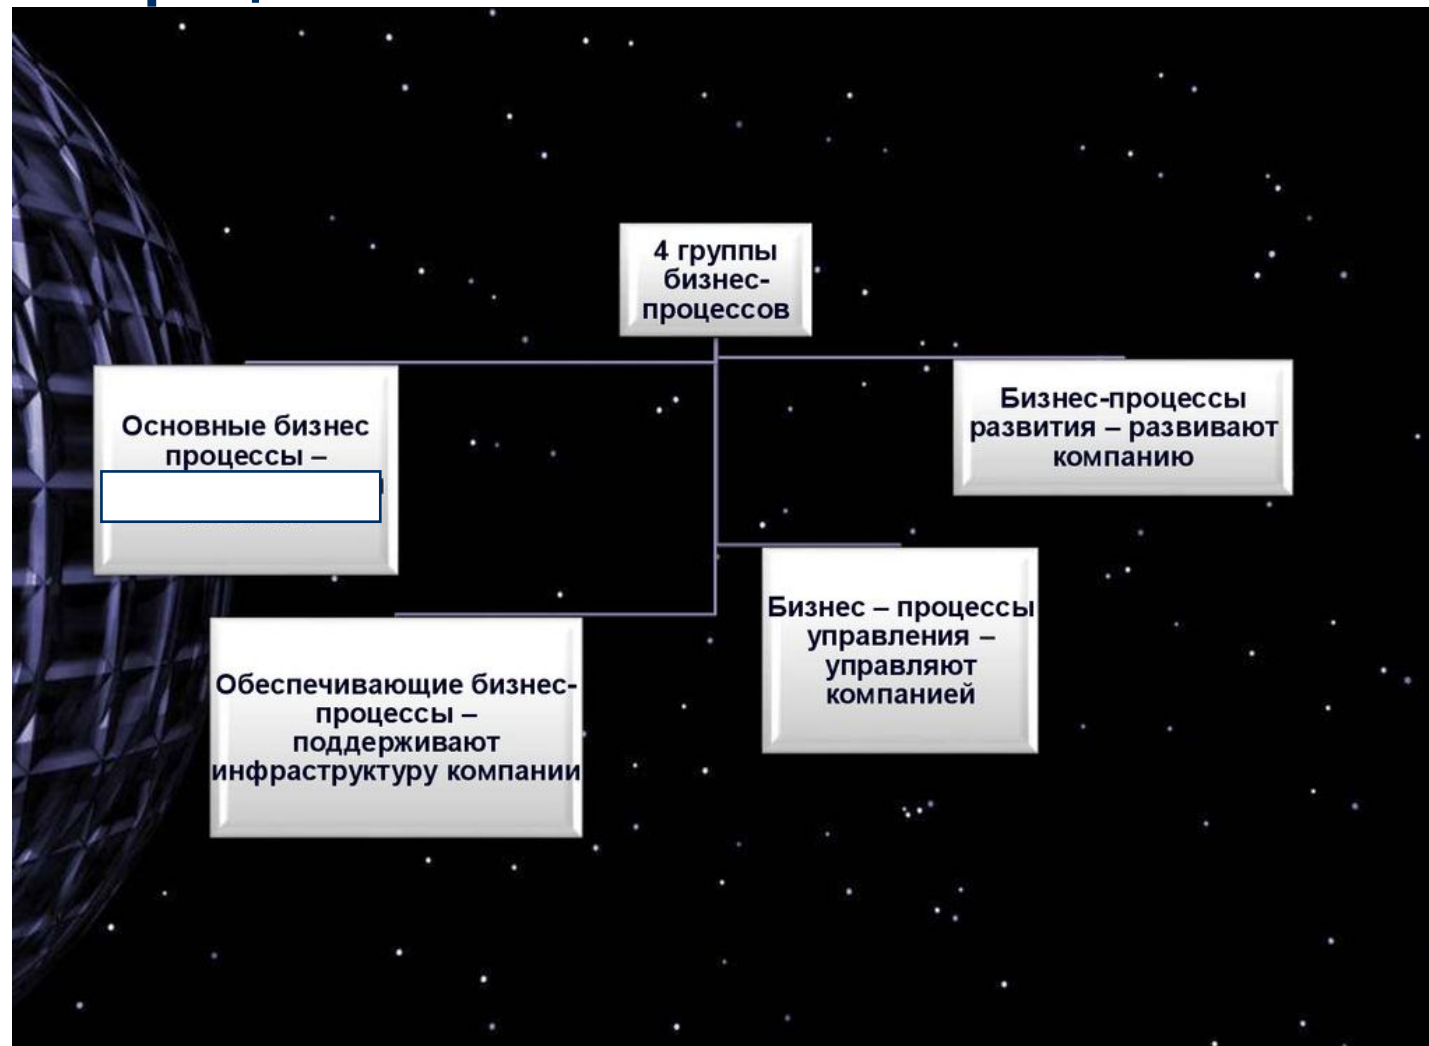 4 группы
бизнес-
процессов
Основные бизнес
процессы –
Бизнес-процессы
развития – развивают
компанию
Обеспечивающие бизнес-
процессы –
поддерживают
инфраструктуру компании
Бизнес – процессы
управления –
управляют
компанией